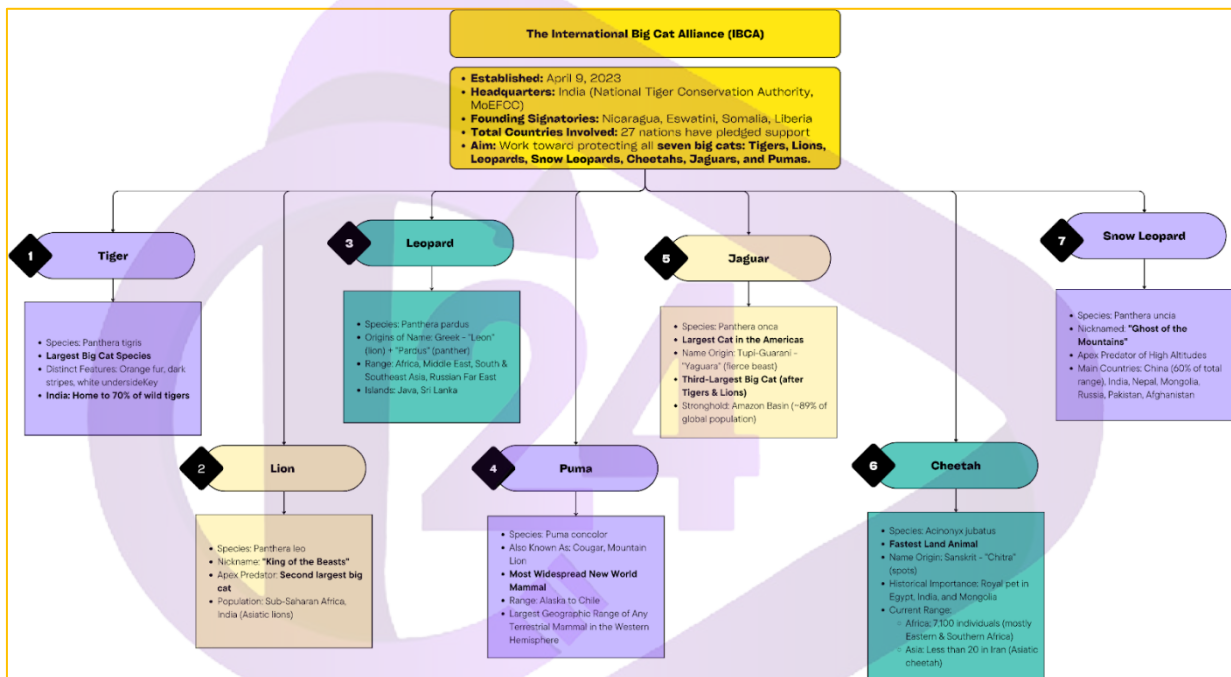 The International Big Cat Alliance (IBCA)
• Established: April 9, 2023
• Headquarters: India (National Tiger Conservation Authority,
MoEFCC)
• Founding Signatories: Nicaragua, Eswatini, Somalia, Liberia
• Total Countries Involved: 27 nations have pledged support
• Aim: Work toward protecting all seven big cats: Tigers, Lions,
Leopards, Snow Leopards, Cheetahs, Jaguars, and Pumas.
1
Tiger
• Species: Panthera tigris
• Largest Big Cat Species
• Distinct Features: Orange fur, dark
stripes, white undersideKey
• India: Home to 70% of wild tigers
2
Lion
• Species: Panthera leo
• Nickname: "King of the Beasts"
• Apex Predator: Second largest big
cat
• Population: Sub-Saharan Africa,
India (Asiatic lions)
3
Leopard
• Species: Panthera pardus
• Origins of Name: Greek - "Leon"
(lion) + "Pardus" (panther)
• Range: Africa, Middle East, South &
Southeast Asia, Russian Far East
• Islands: Java, Sri Lanka
4
Puma
• Species: Puma concolor
• Also Known As: Cougar, Mountain
Lion
• Most Widespread New World
Mammal
• Range: Alaska to Chile
• Largest Geographic Range of Any
Terrestrial Mammal in the Western
Hemisphere
5
Jaguar
• Species: Panthera onca
• Largest Cat in the Americas
• Name Origin: Tupi-Guarani -
"Yaguara" (fierce beast)
• Third-Largest Big Cat (after
Tigers & Lions)
• Stronghold: Amazon Basin (~89% of
global population)
6
Cheetah
• Species: Acinonyx jubatus
• Fastest Land Animal
• Name Origin: Sanskrit - "Chitra"
(spots)
• Historical Importance: Royal pet in
Egypt, India, and Mongolia
• Current Range:
○ Africa: 7,100 individuals (mostly
Eastern & Southern Africa)
○ Asia: Less than 20 in Iran (Asiatic
cheetah)
7
Snow Leopard
• Species: Panthera uncia
• Nicknamed: "Ghost of the
Mountains"
• Apex Predator of High Altitudes
• Main Countries: China (60% of total
range), India, Nepal, Mongolia,
Russia, Pakistan, Afghanistan
24